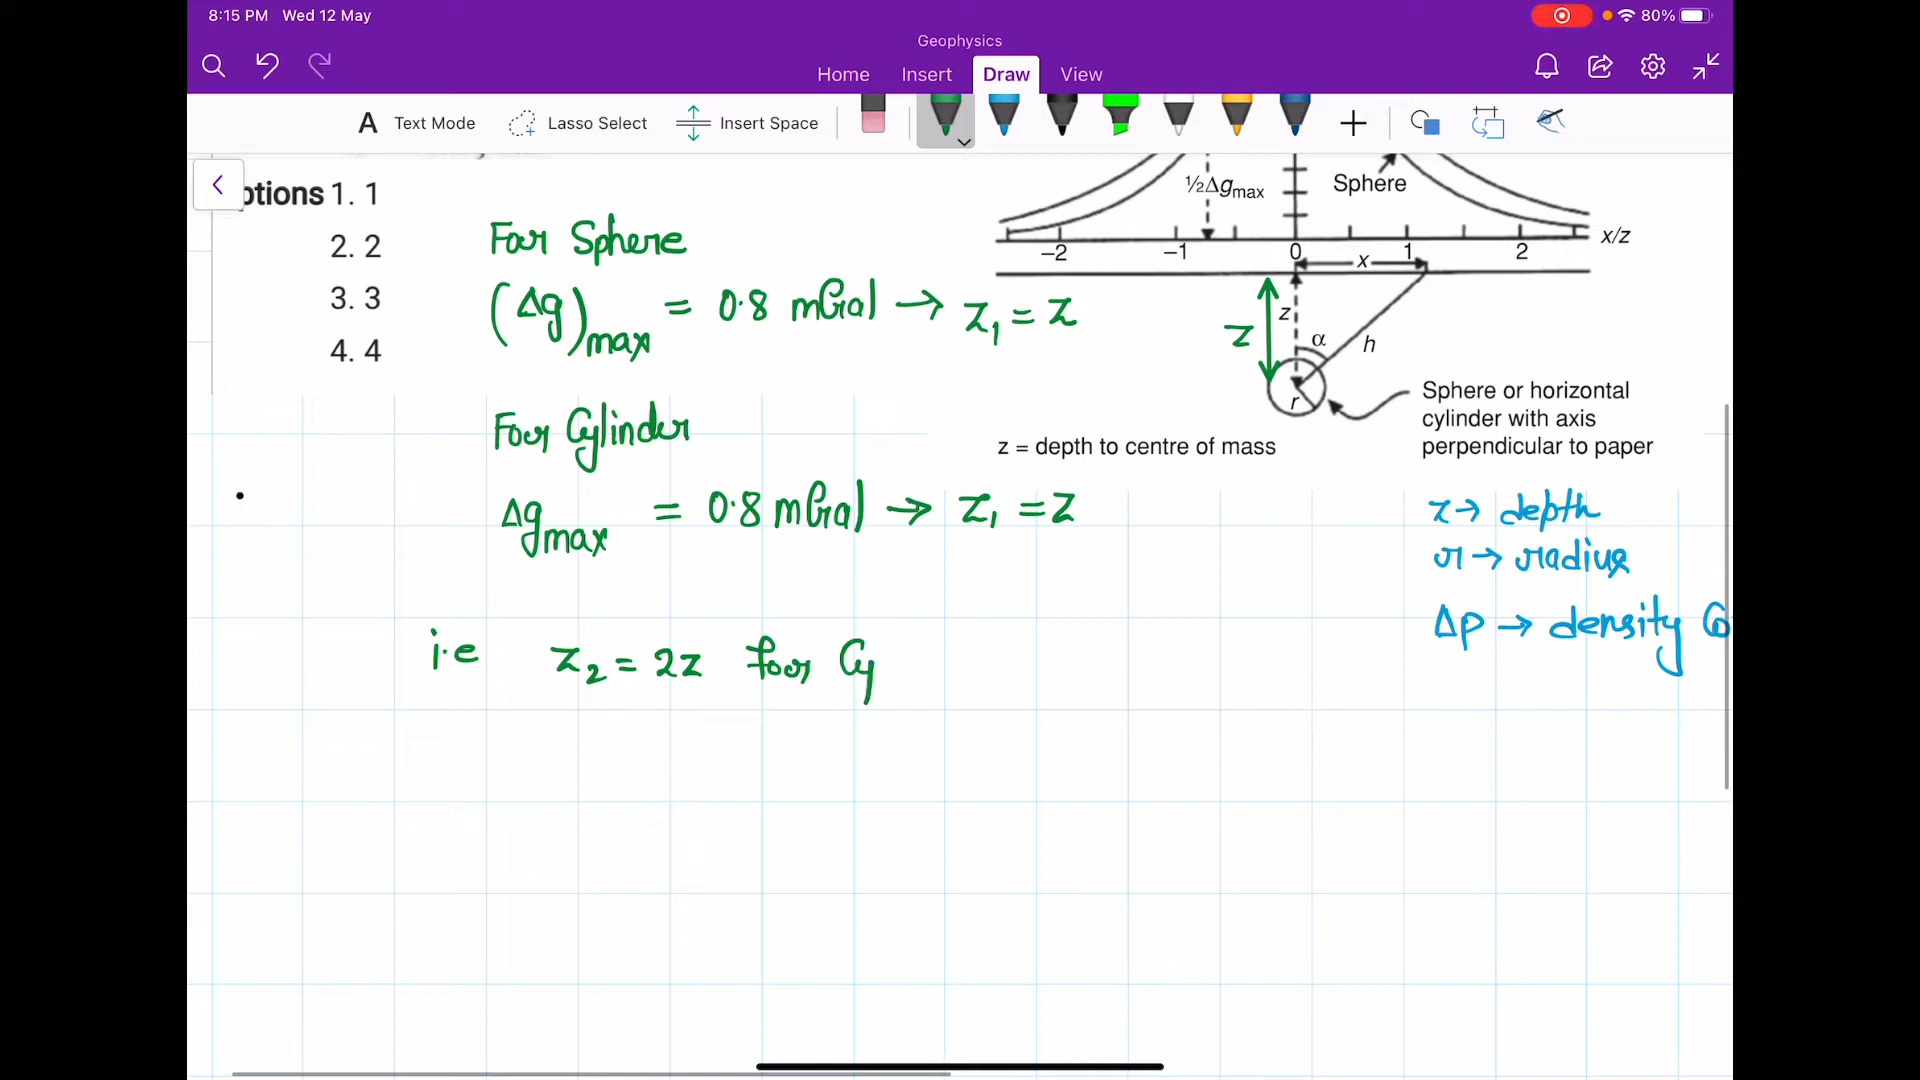 8:15 PM Wed 12 May
80%
Geophysics
Home Insert Draw View
A Text Mode Lasso Select Insert Space
ptions 1. 1
2. 2
3. 3
4. 4
For Sphere
(Δg)max = 0.8 mGal → z₁ = z
For Cylinder
Δgmax = 0.8 mGal → z₁ = z
i.e z₂ = 2z for Cy
½Δgmax
Sphere
x/z
−2 −1 0 1 2
x
z
z
α
h
r
Sphere or horizontal
cylinder with axis
perpendicular to paper
z = depth to centre of mass
z → depth
r → radius
Δρ → density Co